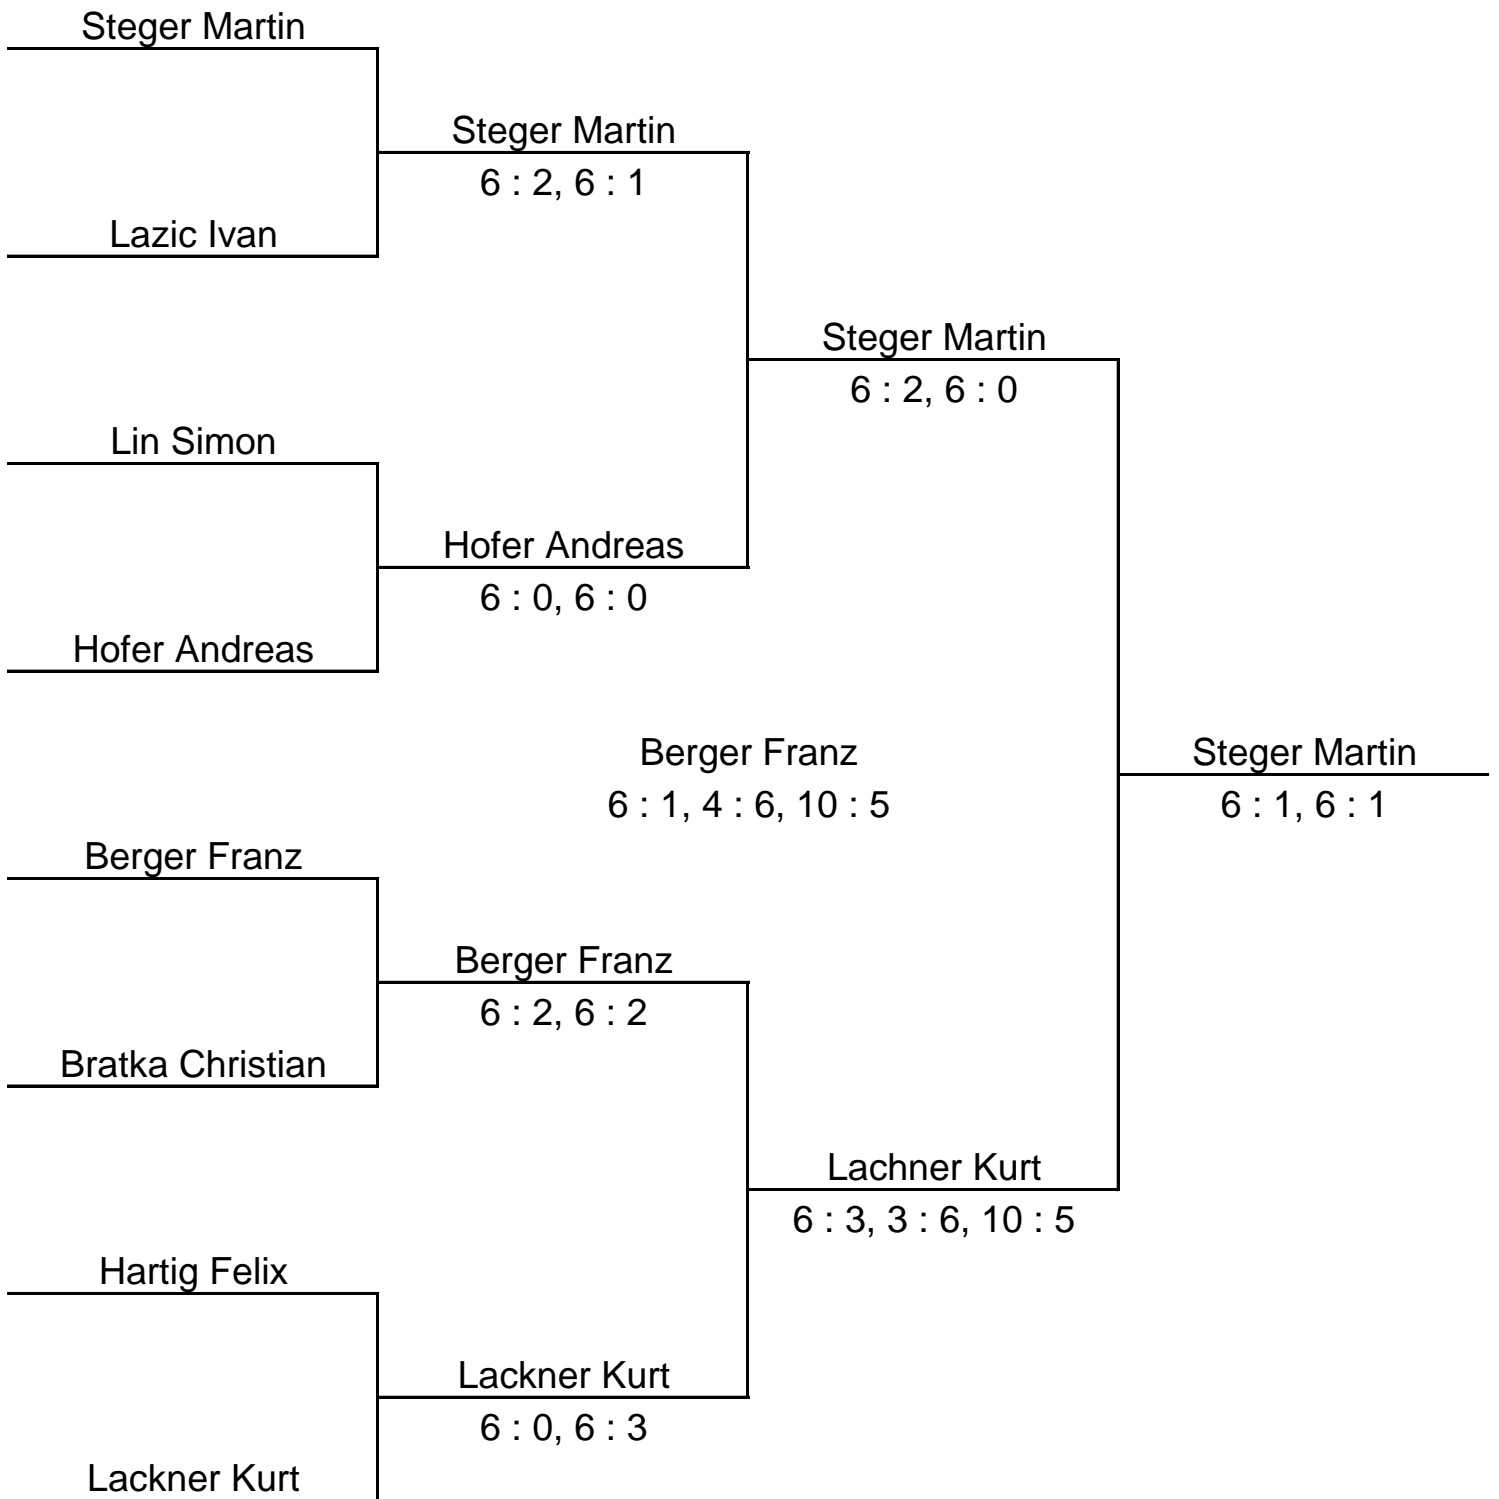 Steger Martin
Steger Martin
6 : 2, 6 : 1
Lazic Ivan
Steger Martin
6 : 2, 6 : 0
Lin Simon
Hofer Andreas
6 : 0, 6 : 0
Hofer Andreas
Berger Franz
6 : 1, 4 : 6, 10 : 5
Steger Martin
6 : 1, 6 : 1
Berger Franz
Berger Franz
6 : 2, 6 : 2
Bratka Christian
Lachner Kurt
6 : 3, 3 : 6, 10 : 5
Hartig Felix
Lackner Kurt
6 : 0, 6 : 3
Lackner Kurt